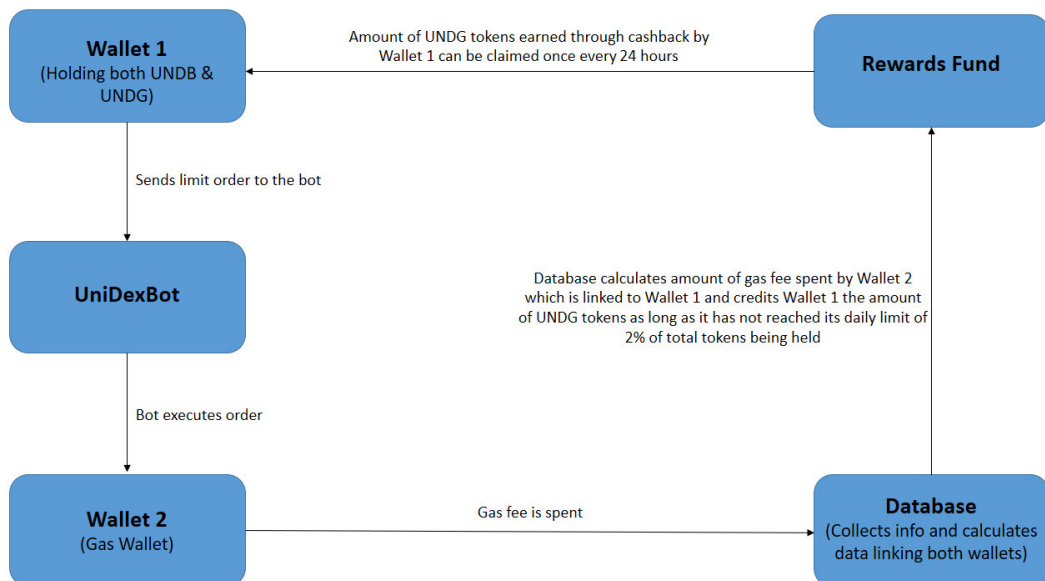 Wallet 1
(Holding both UNDB &
UNDG)
Amount of UNDG tokens earned through cashback by
Wallet 1 can be claimed once every 24 hours
Rewards Fund
Sends limit order to the bot
UniDexBot
Database calculates amount of gas fee spent by Wallet 2
which is linked to Wallet 1 and credits Wallet 1 the amount
of UNDG tokens as long as it has not reached its daily limit of
2% of total tokens being held
Bot executes order
Wallet 2
(Gas Wallet)
Gas fee is spent
Database
(Collects info and calculates
data linking both wallets)